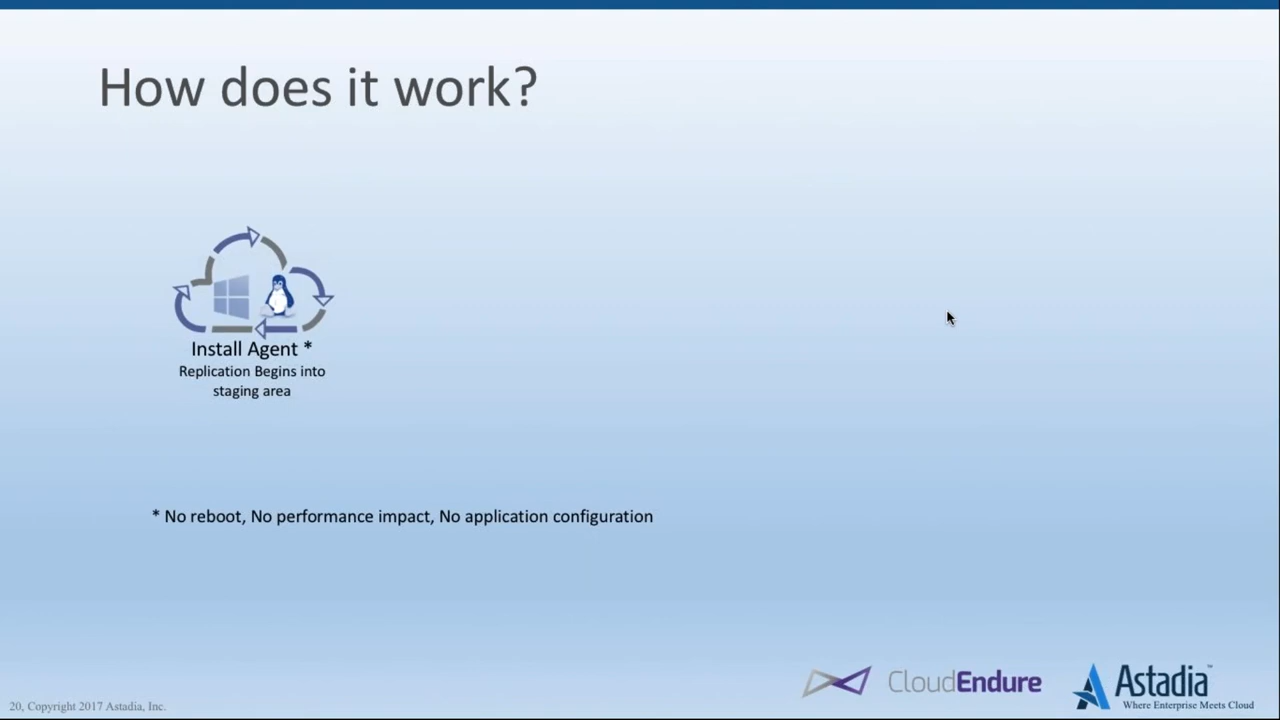 How does it work?
Install Agent *
Replication Begins into
staging area
* No reboot, No performance impact, No application configuration
CloudEndure
Astadia™
Where Enterprise Meets Cloud
20, Copyright 2017 Astadia, Inc.